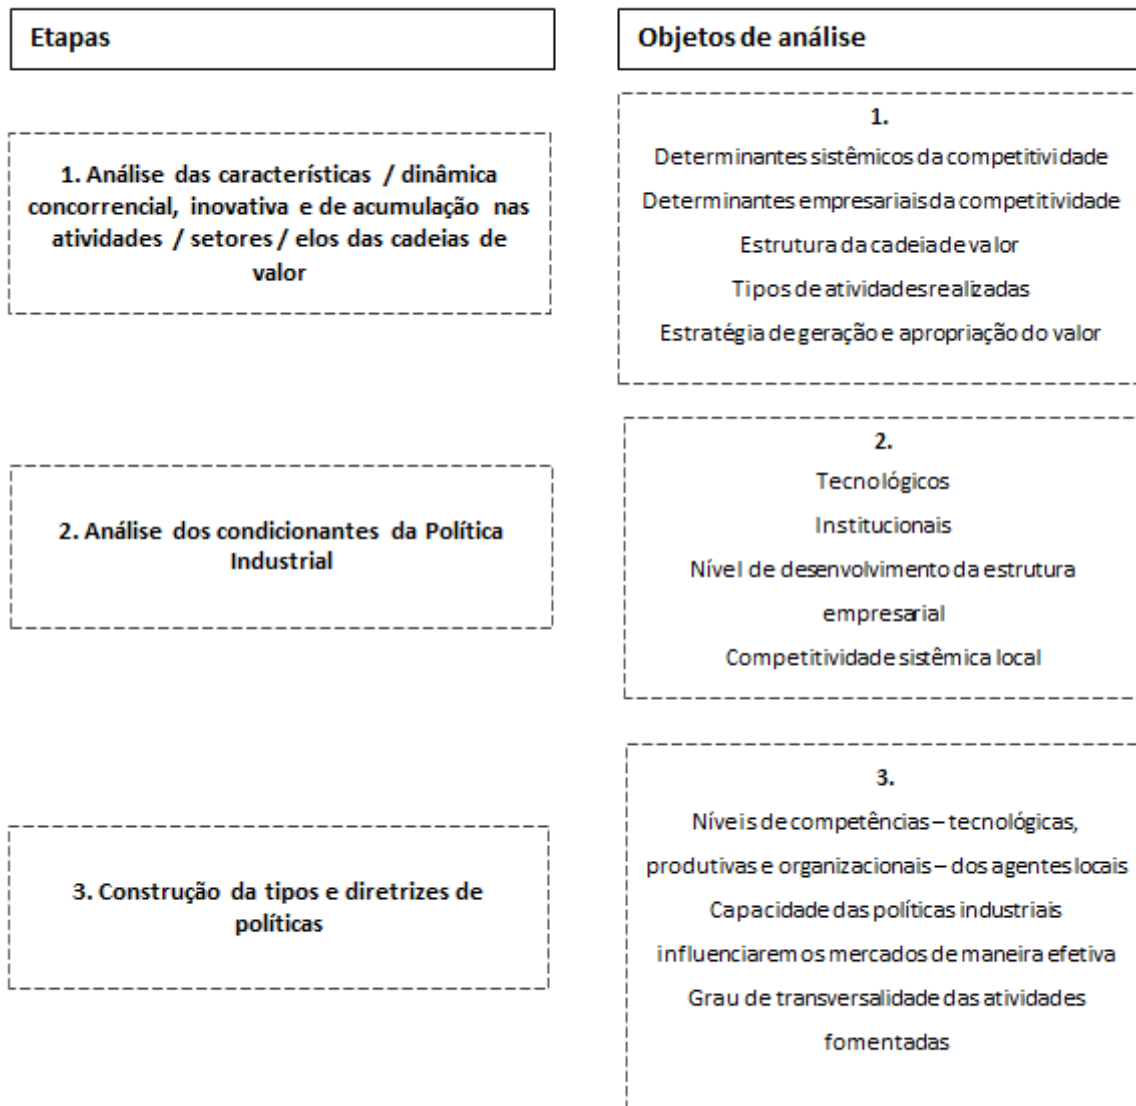 Etapas
Objetos de análise
1. Análise das características / dinâmica
concorrencial, inovativa e de acumulação nas
atividades / setores / elos das cadeias de
valor
1.
Determinantes sistêmicos da competitividade
Determinantes empresariais da competitividade
Estrutura da cadeia de valor
Tipos de atividades realizadas
Estratégia de geração e apropriação do valor
2. Análise dos condicionantes da Política
Industrial
2.
Tecnológicos
Institucionais
Nível de desenvolvimento da estrutura
empresarial
Competitividade sistêmica local
3. Construção da tipos e diretrizes de
políticas
3.
Níveis de competências – tecnológicas,
produtivas e organizacionais – dos agentes locais
Capacidade das políticas industriais
influenciarem os mercados de maneira efetiva
Grau de transversalidade das atividades
fomentadas